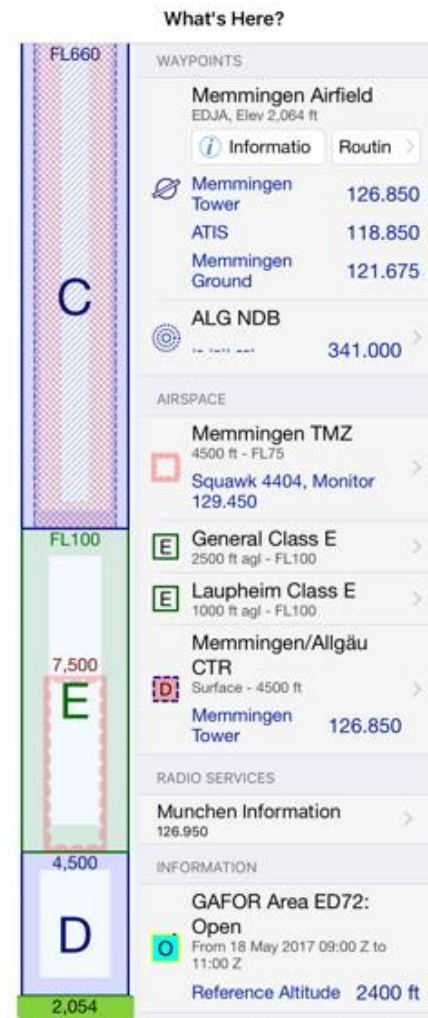 What's Here?
FL660
C
FL100
7,500
E
4,500
D
2,054
WAYPOINTS
Memmingen Airfield
EDJA, Elev 2,064 ft
i Informatio Routin
Memmingen
Tower
126.850
ATIS 118.850
Memmingen
Ground
121.675
ALG NDB
341.000
AIRSPACE
Memmingen TMZ
4500 ft - FL75
Squawk 4404, Monitor
129.450
E General Class E
2500 ft agl - FL100
E Laupheim Class E
1000 ft agl - FL100
Memmingen/Allgäu
CTR
D Surface - 4500 ft
Memmingen
Tower
126.850
RADIO SERVICES
Munchen Information
126.950
INFORMATION
GAFOR Area ED72:
Open
O From 18 May 2017 09:00 Z to
11:00 Z
Reference Altitude 2400 ft